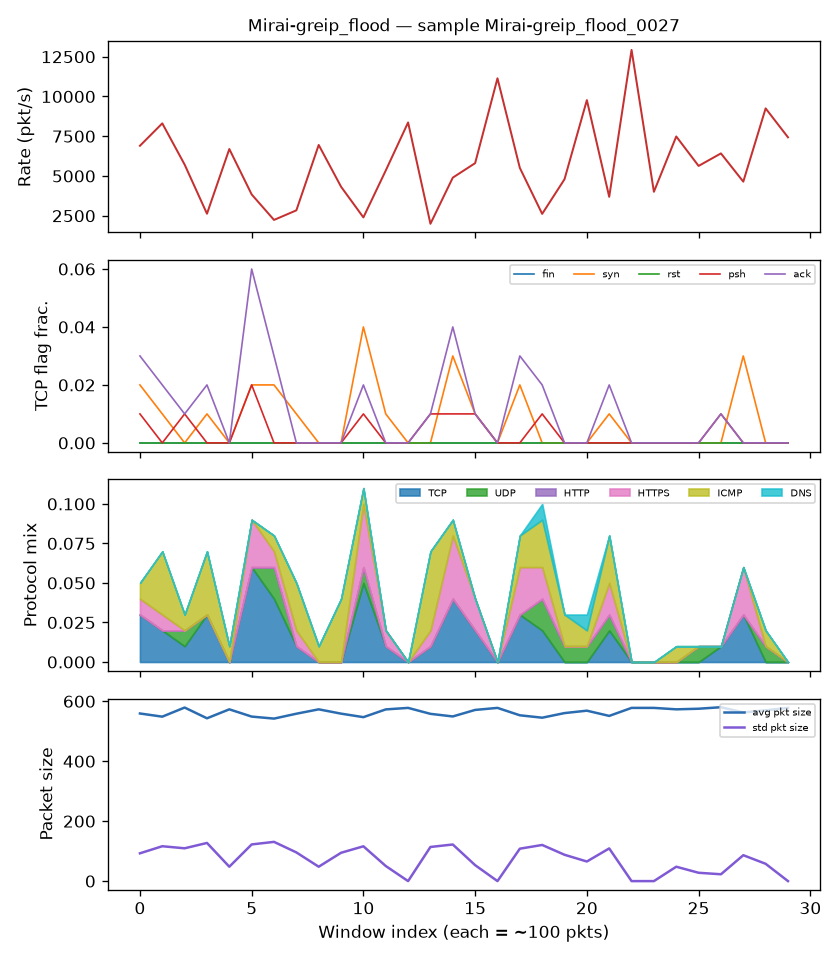 Mirai-greip_flood — sample Mirai-greip_flood_0027
Rate (pkt/s)
12500
10000
7500
5000
2500
TCP flag frac.
0.06
0.04
0.02
0.00
fin syn rst psh ack
Protocol mix
0.100
0.075
0.050
0.025
0.000
TCP UDP HTTP HTTPS ICMP DNS
Packet size
600
400
200
0
avg pkt size
std pkt size
0 5 10 15 20 25 30
Window index (each = ~100 pkts)